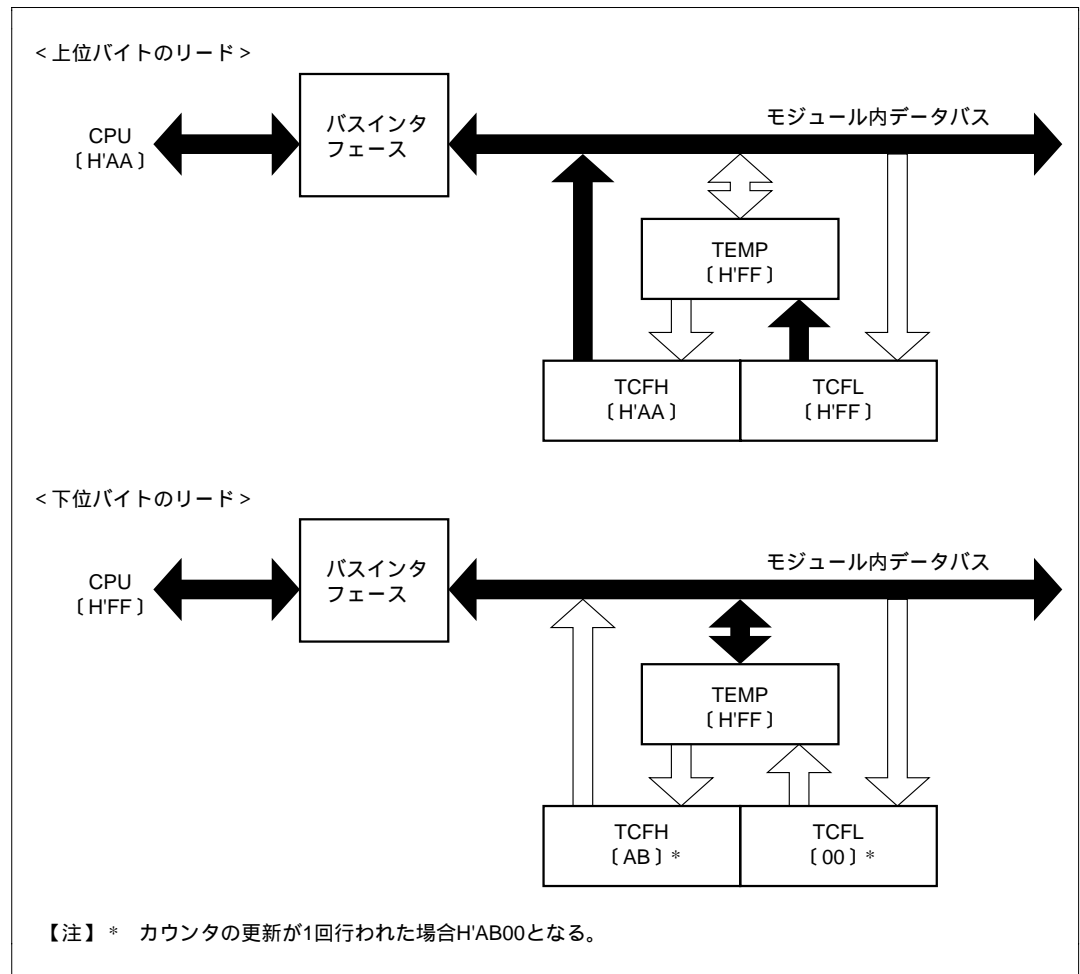 <上位バイトのリード>
CPU
〔H'AA〕
バスインタ
フェース
モジュール内データバス
TEMP
〔H'FF〕
TCFH
〔H'AA〕
TCFL
〔H'FF〕
<下位バイトのリード>
CPU
〔H'FF〕
バスインタ
フェース
モジュール内データバス
TEMP
〔H'FF〕
TCFH
〔AB〕*
TCFL
〔00〕*
【注】* カウンタの更新が1回行われた場合H'AB00となる。